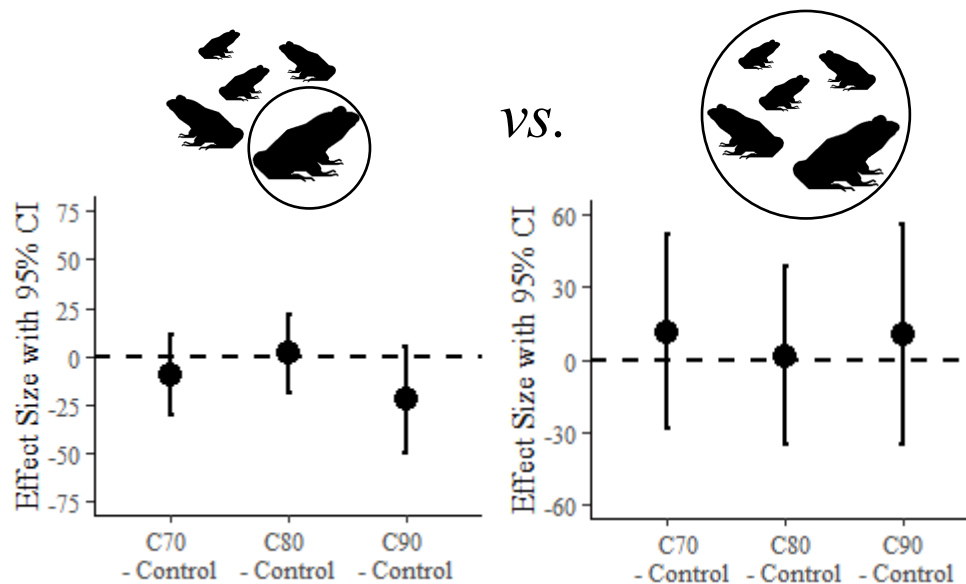 vs.
Effect Size with 95% CI
75
50
25
0
-25
-50
-75
C70
- Control
C80
- Control
C90
- Control
Effect Size with 95% CI
60
30
0
-30
-60
C70
- Control
C80
- Control
C90
- Control